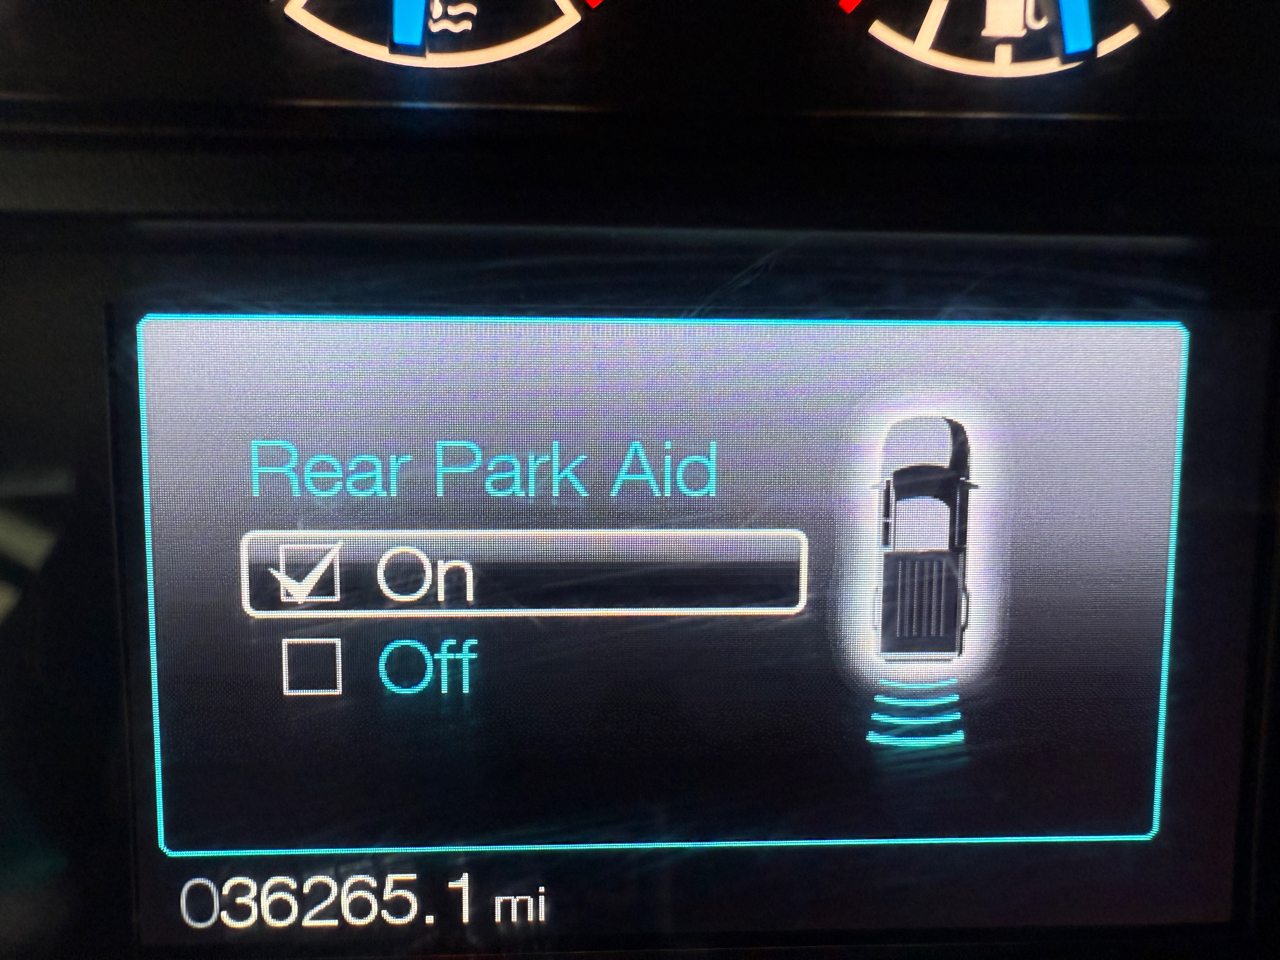 Rear Park Aid
On
Off
036265.1 mi